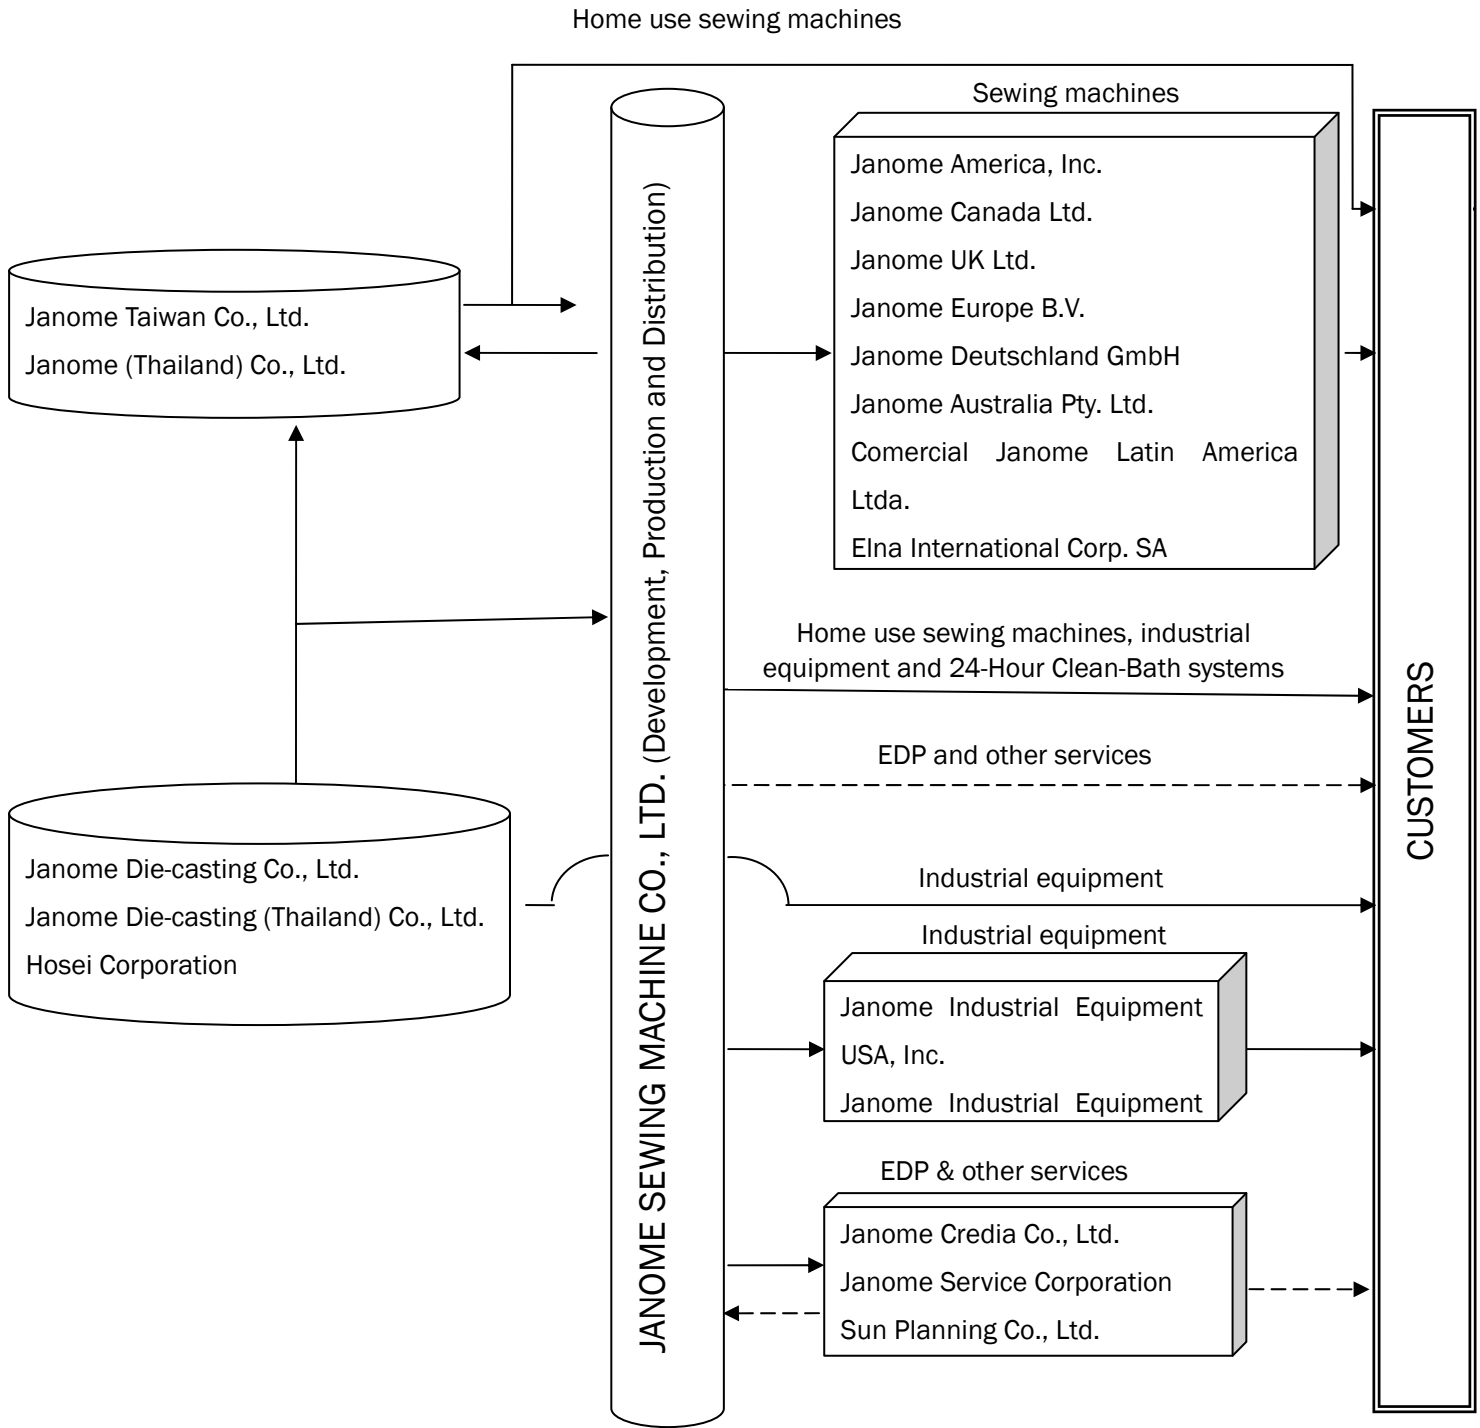 Home use sewing machines
Sewing machines
Janome America, Inc.
Janome Canada Ltd.
Janome UK Ltd.
Janome Europe B.V.
Janome Deutschland GmbH
Janome Australia Pty. Ltd.
Comercial Janome Latin America
Ltda.
Elna International Corp. SA
Janome Taiwan Co., Ltd.
Janome (Thailand) Co., Ltd.
JANOME SEWING MACHINE CO., LTD. (Development, Production and Distribution)
Home use sewing machines, industrial
equipment and 24-Hour Clean-Bath systems
EDP and other services
CUSTOMERS
Janome Die-casting Co., Ltd.
Janome Die-casting (Thailand) Co., Ltd.
Hosei Corporation
Industrial equipment
Industrial equipment
Janome Industrial Equipment
USA, Inc.
Janome Industrial Equipment
EDP & other services
Janome Credia Co., Ltd.
Janome Service Corporation
Sun Planning Co., Ltd.